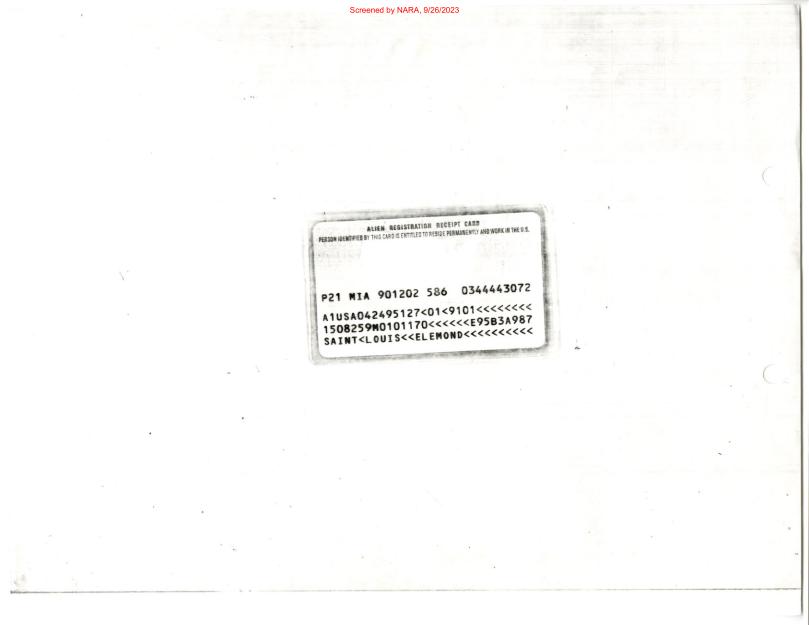 Screened by NARA, 9/26/2023
ALIEN REGISTRATION RECEIPT CARD
PERSON IDENTIFIED BY THIS CARD IS ENTITLED TO RESIDE PERMANENTLY AND WORK IN THE U.S.
P21 MIA 901202 586 0344443072
A1USA042495127<01<9101<<<<<<<<
1508259M0101170<<<<<<E95B3A987
SAINT<LOUIS<<ELEMOND<<<<<<<<<<